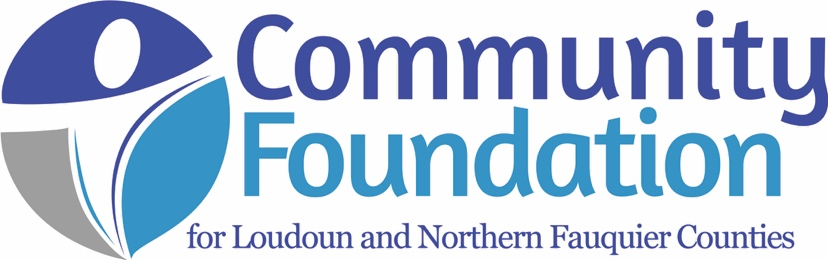 Community
Foundation
for Loudoun and Northern Fauquier Counties